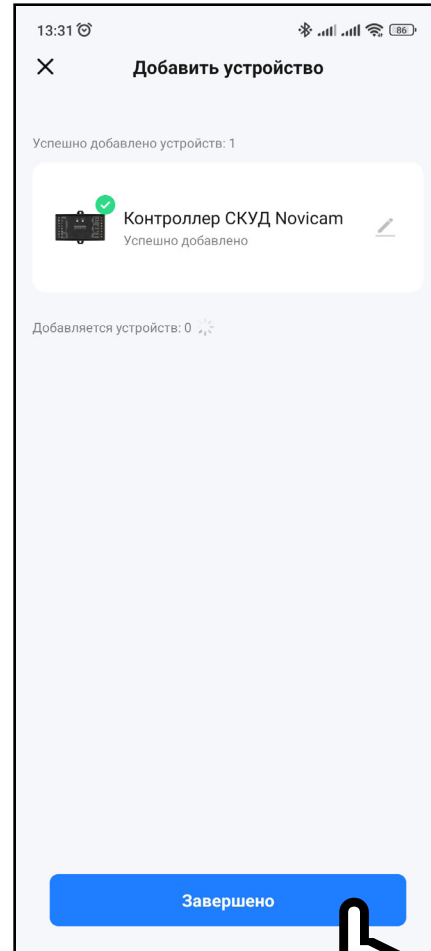 13:31 86
Добавить устройство
Успешно добавлено устройств: 1
Контроллер СКУД Novicam
Успешно добавлено
Добавляется устройств: 0
Завершено